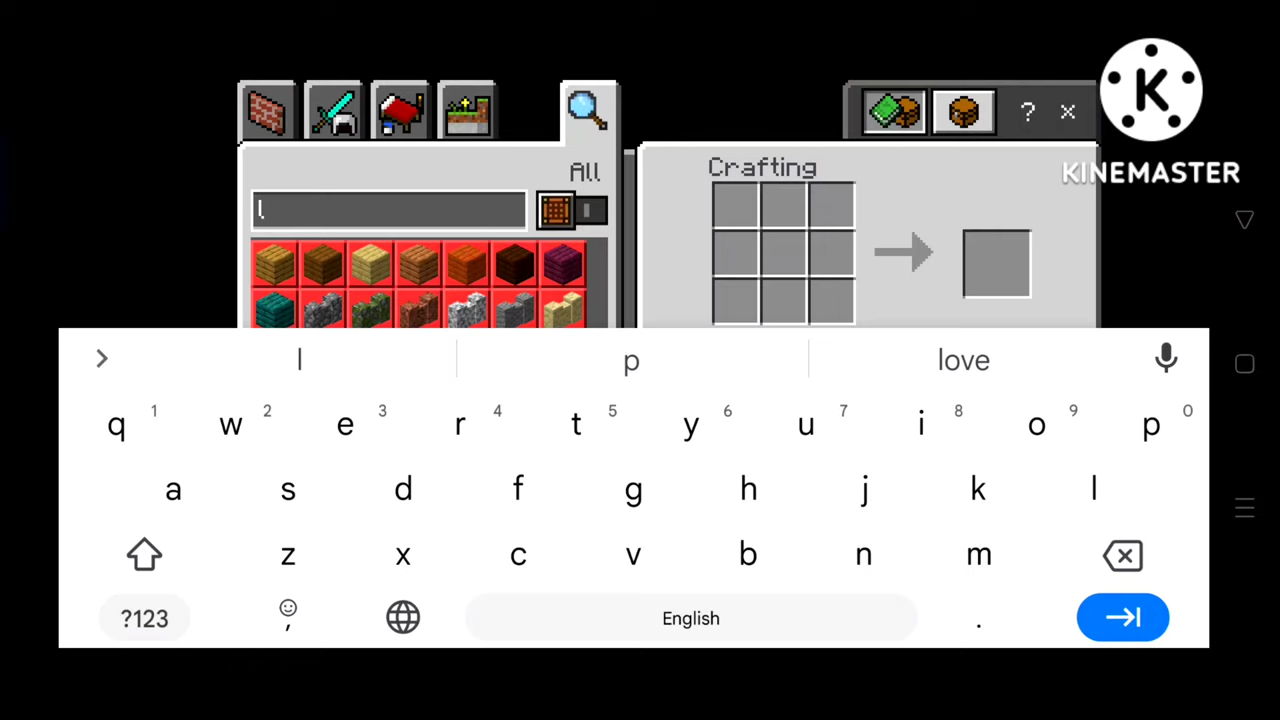 All
Crafting
? ×
K
KINEMASTER
l
l p love
1 2 3 4 5 6 7 8 9 0
q w e r t y u i o p
a s d f g h j k l
z x c v b n m
?123 , English .